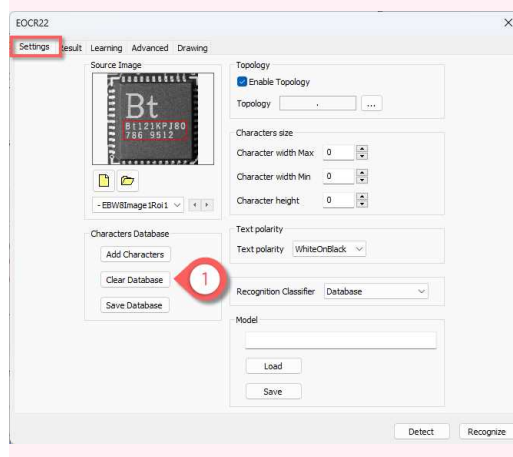 EOCR22
Settings Result Learning Advanced Drawing
Source Image
Bt
Bt121KPJ80
786 9512
- EBW8Image1Roi1
Characters Database
Add Characters
Clear Database
1
Save Database
Topology
Enable Topology
Topology . ...
Characters size
Character width Max 0
Character width Min 0
Character height 0
Text polarity
Text polarity WhiteOnBlack
Recognition Classifier Database
Model
Load
Save
Detect Recognize